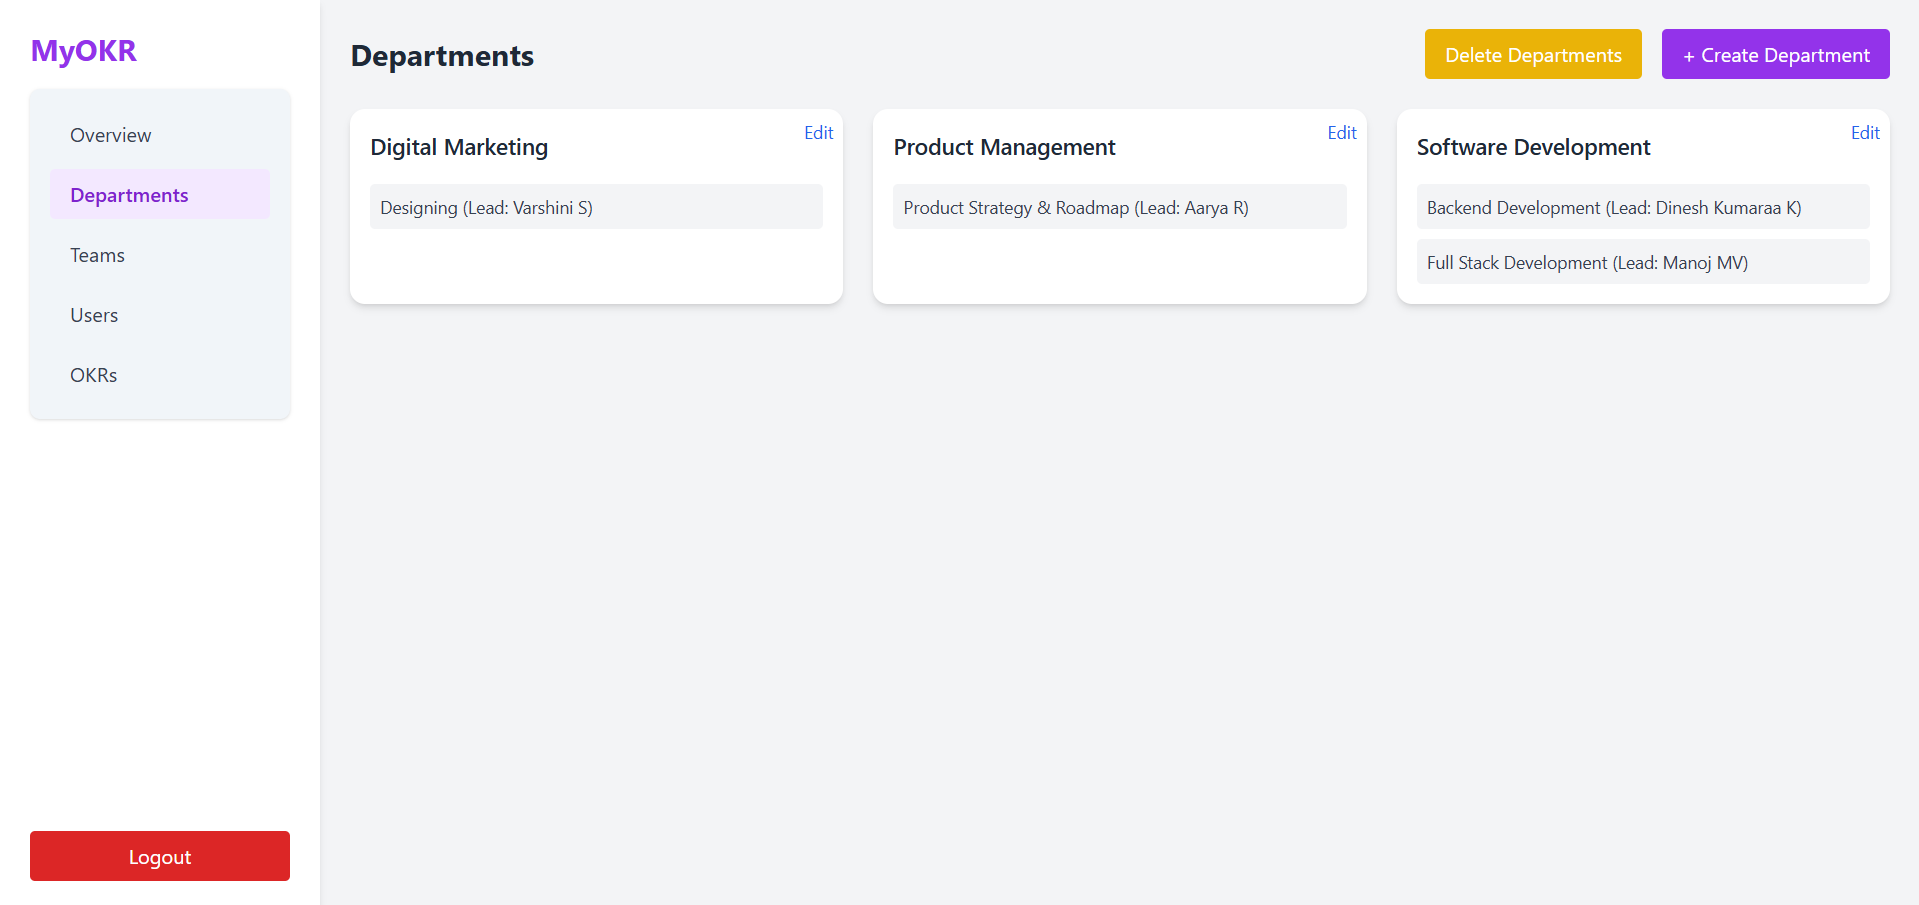 MyOKR
Overview
Departments
Teams
Users
OKRs
Logout
Departments
Delete Departments
+ Create Department
Digital Marketing
Edit
Designing (Lead: Varshini S)
Product Management
Edit
Product Strategy & Roadmap (Lead: Aarya R)
Software Development
Edit
Backend Development (Lead: Dinesh Kumaraa K)
Full Stack Development (Lead: Manoj MV)